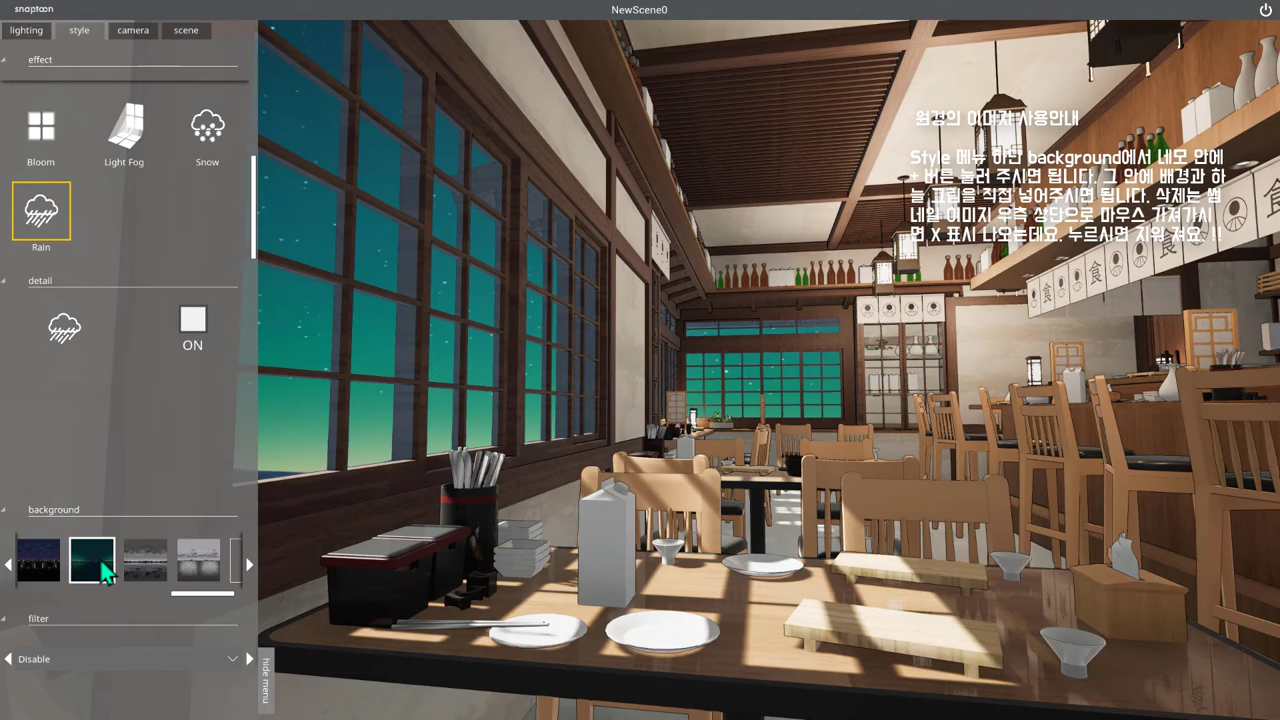 snaptoon
NewScene0
lighting
style
camera
scene
effect
Bloom
Light Fog
Snow
Rain
detail
ON
background
filter
Disable
hide menu
원경의 이미지 사용안내
Style 메뉴 하단 background에서 네모 안에
+ 버튼 눌러 주시면 됩니다. 그 안에 배경과 하
늘 그림을 직접 넣어주시면 됩니다. 삭제는 썸
네일 이미지 우측 상단으로 마우스 가져가시
면 X 표시 나오는데요. 누르시면 지워 져요. !!
食
食
食